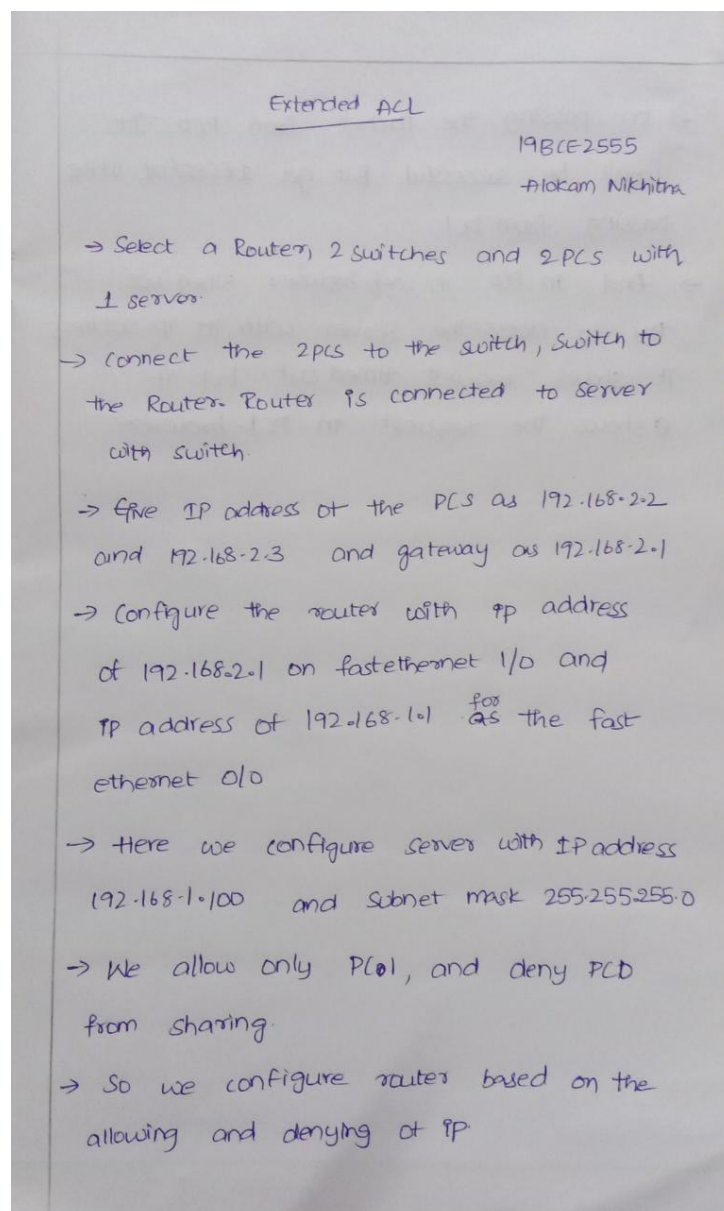 Extended ACL
19BCE2555
Alokam Nikhitha
→ Select a Router, 2 switches and 2PCs with
1 server.
→ Connect the 2PCs to the switch, switch to
the Router. Router is connected to server
with switch.
→ Give IP address of the PCs as 192.168.2.2
and 192.168.2.3 and gateway as 192.168.2.1
→ Configure the router with ip address
of 192.168.2.1 on fastethernet 1/0 and
ip address of 192.168.1.1 for the fast
ethernet 0/0
→ Here we configure server with IP address
192.168.1.100 and Subnet mask 255.255.255.0
→ We allow only PC1, and deny PC0
from sharing.
→ So we configure router based on the
allowing and denying of ip.